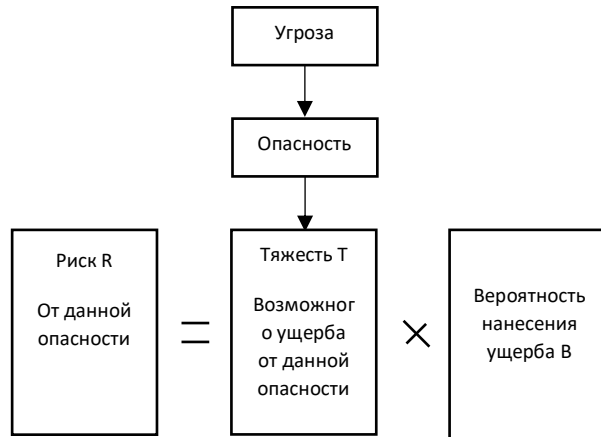 Угроза
Опасность
Риск R
От данной
опасности
=
Тяжесть Т
Возможног
о ущерба
от данной
опасности
×
Вероятность
нанесения
ущерба В